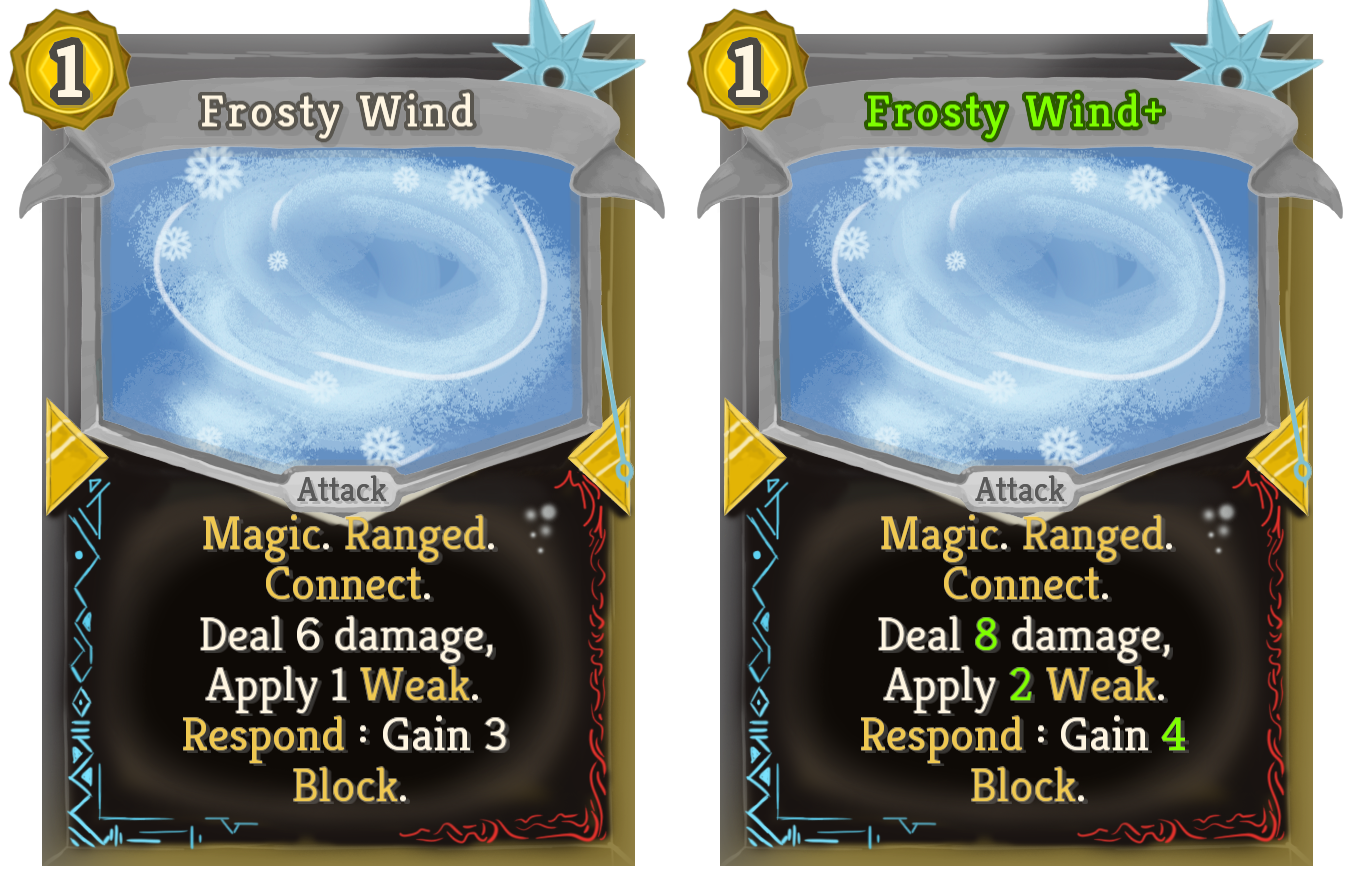 1
Frosty Wind
Attack
Magic. Ranged.
Connect.
Deal 6 damage,
Apply 1 Weak.
Respond : Gain 3
Block.
1
Frosty Wind+
Attack
Magic. Ranged.
Connect.
Deal 8 damage,
Apply 2 Weak.
Respond : Gain 4
Block.